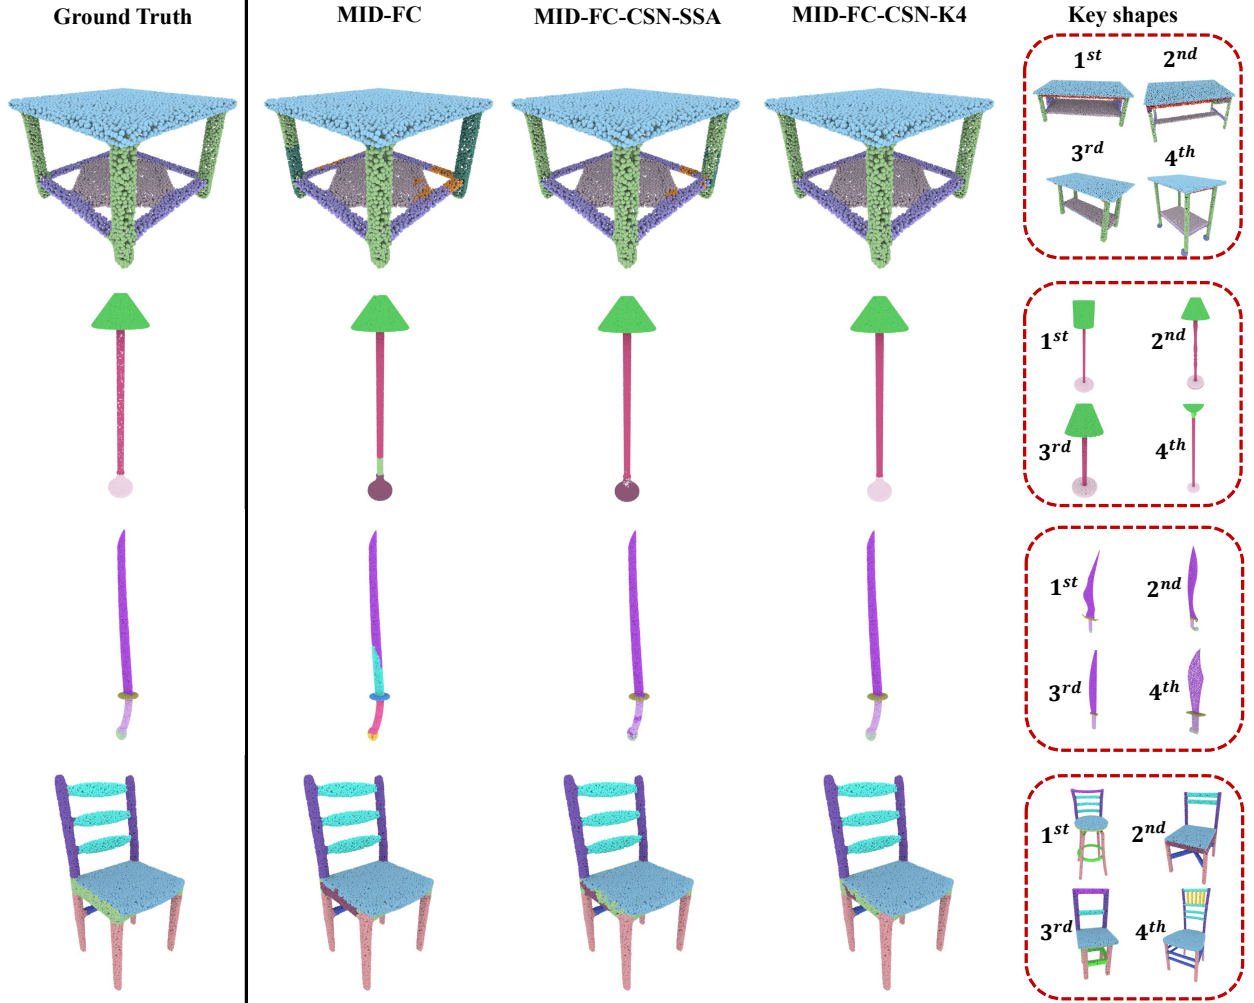 Ground Truth MID-FC MID-FC-CSN-SSA MID-FC-CSN-K4 Key shapes
1st 2nd
3rd 4th
1st 2nd
3rd 4th
1st 2nd
3rd 4th
1st 2nd
3rd 4th